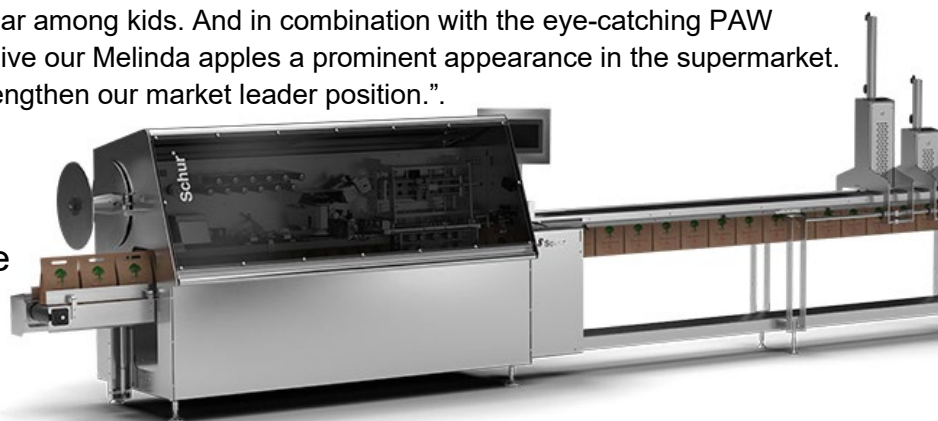 ar among kids. And in combination with the eye-catching PAW
ive our Melinda apples a prominent appearance in the supermarket.
engthen our market leader position.”.
Schur
Schur
e